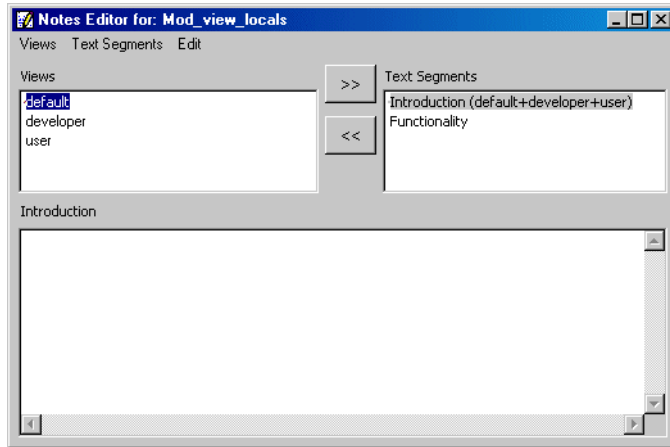 Notes Editor for: Mod_view_locals
Views Text Segments Edit
Views
>>
Text Segments
default
developer
user
<<
Introduction (default+developer+user)
Functionality
Introduction